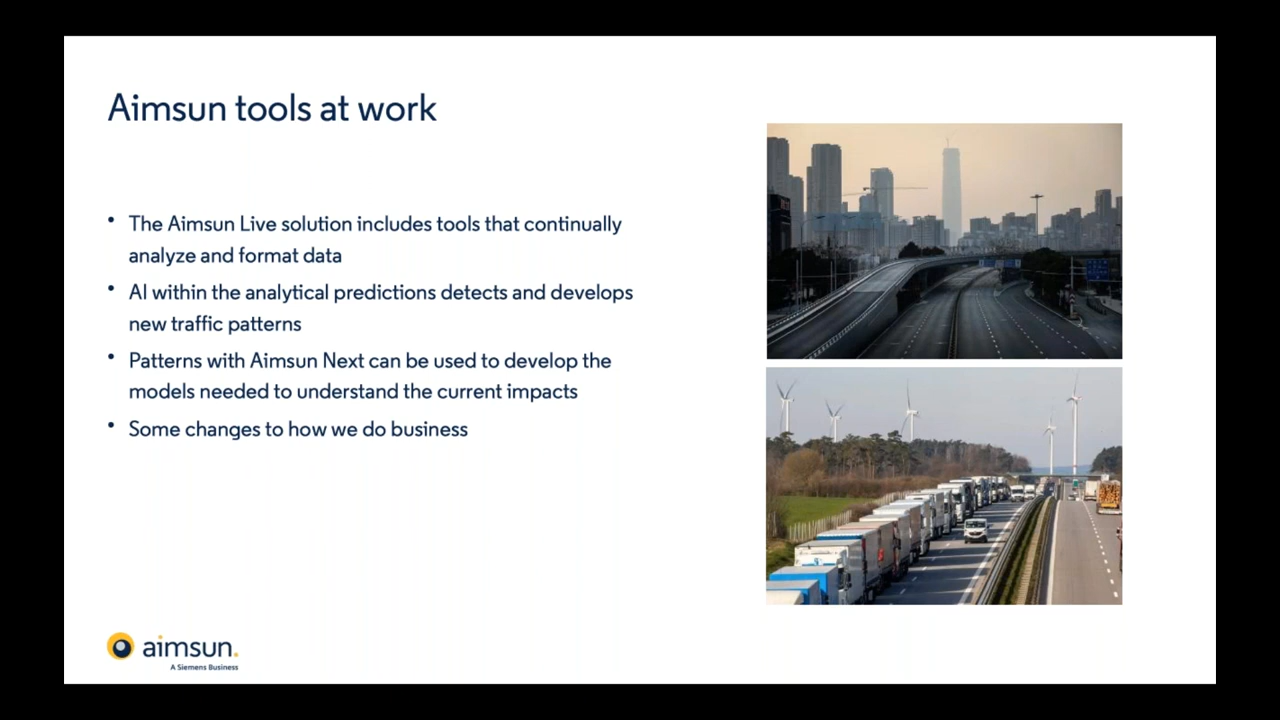 Aimsun tools at work
• The Aimsun Live solution includes tools that continually
analyze and format data
• AI within the analytical predictions detects and develops
new traffic patterns
• Patterns with Aimsun Next can be used to develop the
models needed to understand the current impacts
• Some changes to how we do business
aimsun.
A Siemens Business